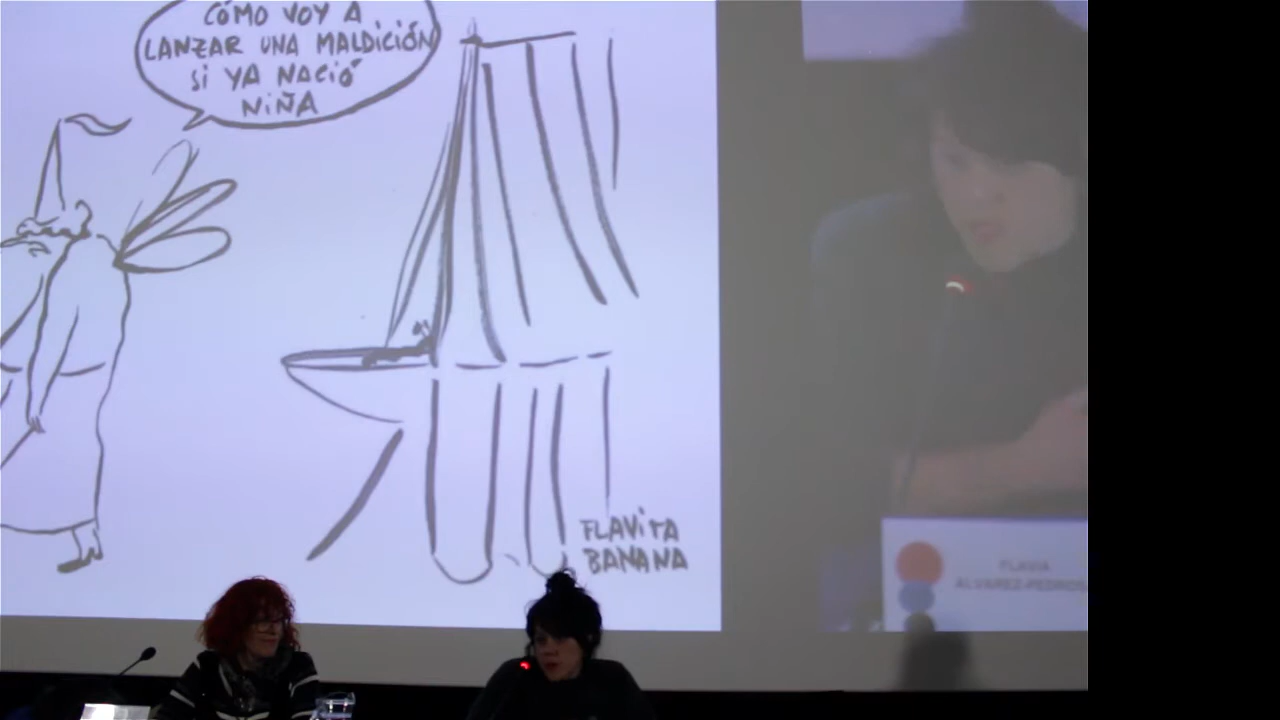 CÓMO VOY A
LANZAR UNA MALDICIÓN
SI YA NACIÓ
NIÑA
FLAVITA
BANANA
FLAVIA
ALVAREZ-PEDROSA